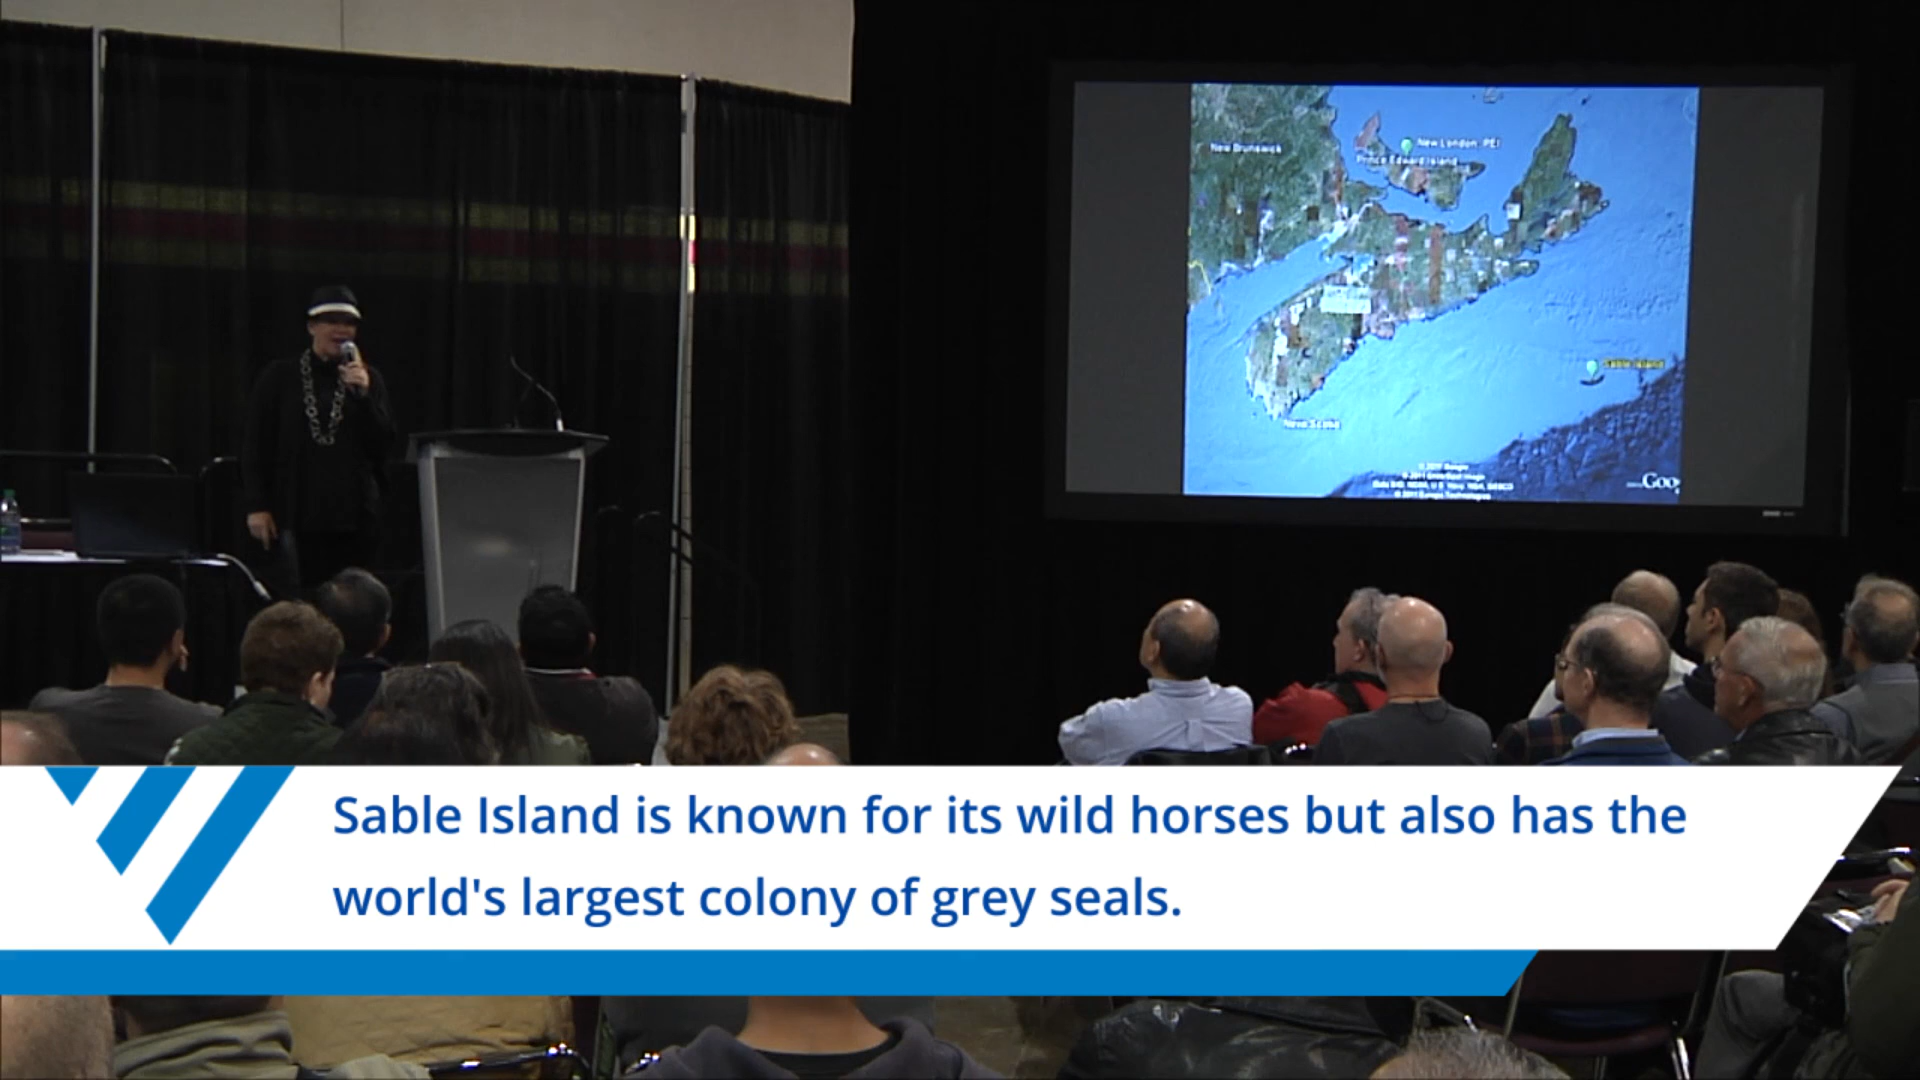 New London, PEI
New Brunswick
Prince Edward Island
Sable Island
Nova Scotia
Goo
Sable Island is known for its wild horses but also has the
world's largest colony of grey seals.